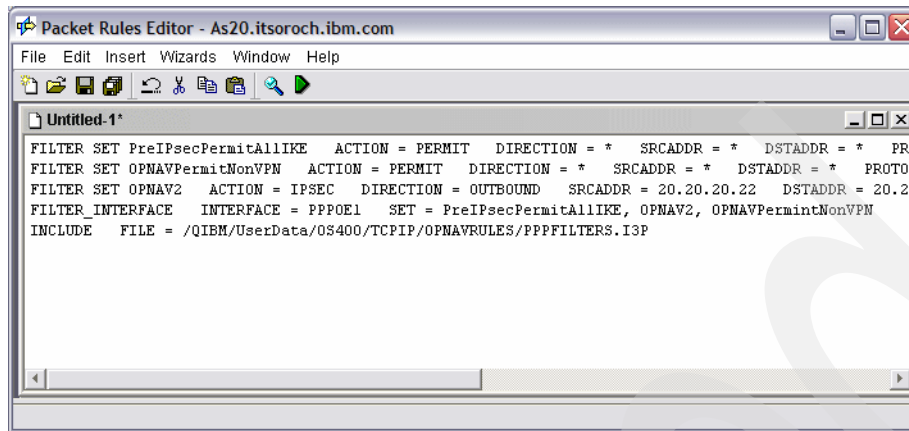 Packet Rules Editor - As20.itsoroch.ibm.com
File Edit Insert Wizards Window Help
Untitled-1*
FILTER SET PreIPsecPermitAllIKE ACTION = PERMIT DIRECTION = * SRCADDR = * DSTADDR = * PR
FILTER SET OPNAVPermitNonVPN ACTION = PERMIT DIRECTION = * SRCADDR = * DSTADDR = * PROTO
FILTER SET OPNAV2 ACTION = IPSEC DIRECTION = OUTBOUND SRCADDR = 20.20.20.22 DSTADDR = 20.2
FILTER_INTERFACE INTERFACE = PPPOE1 SET = PreIPsecPermitAllIKE, OPNAV2, OPNAVPermintNonVPN
INCLUDE FILE = /QIBM/UserData/OS400/TCPIP/OPNAVRULES/PPPFILTERS.I3P